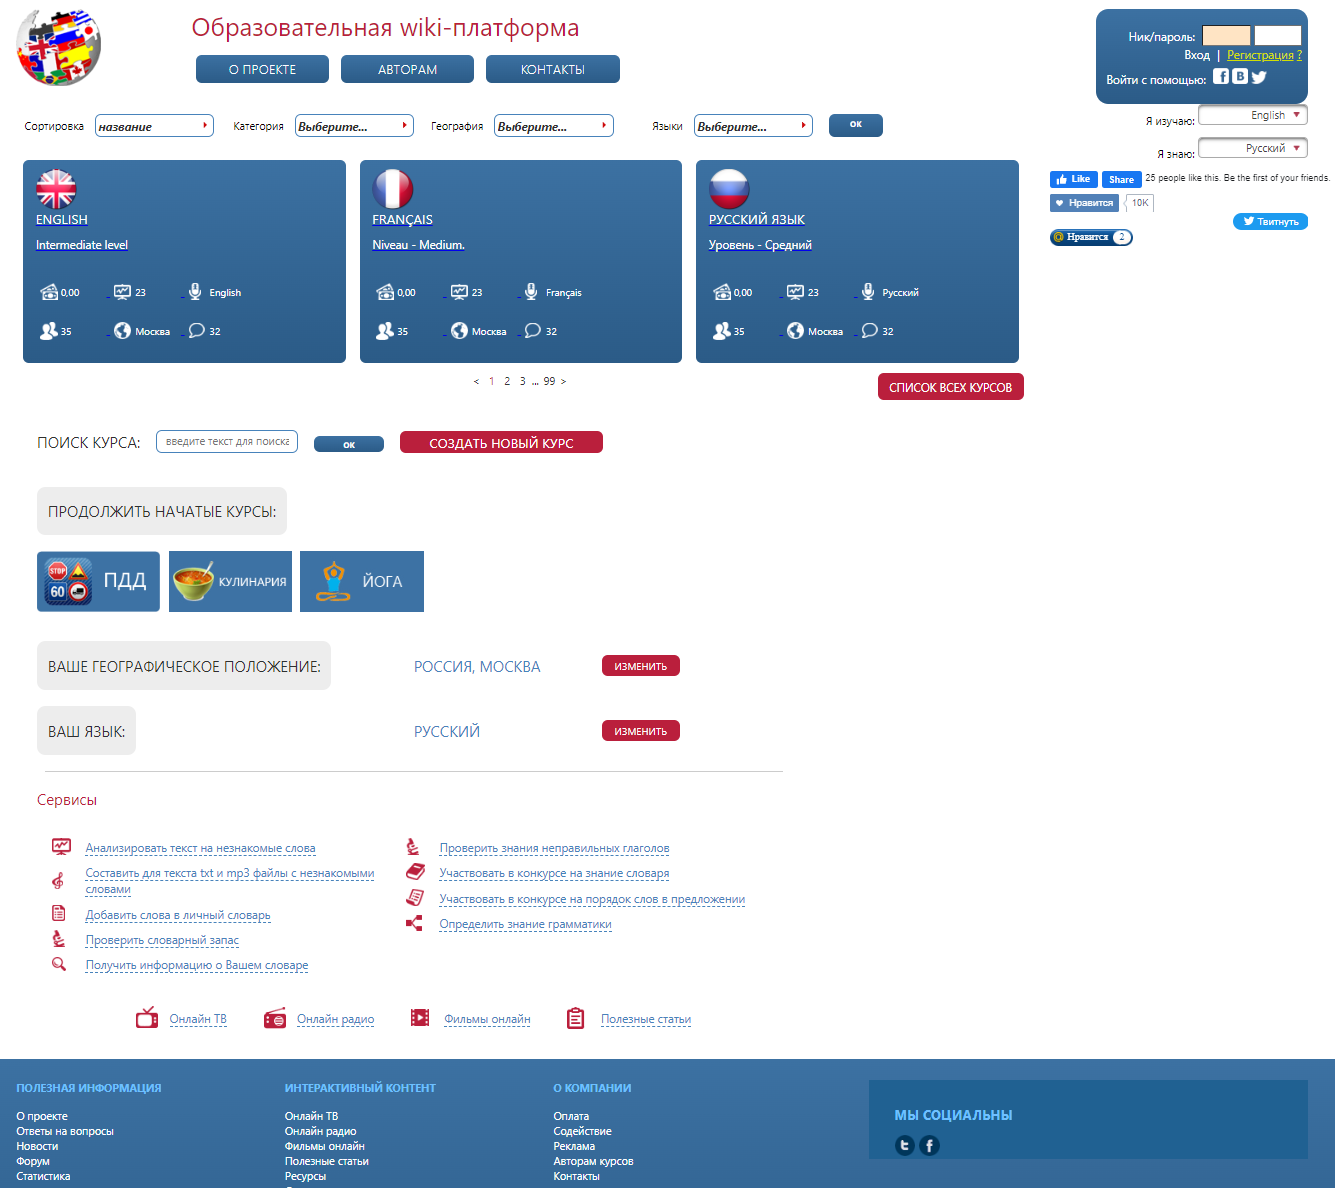 Образовательная wiki-платформа
О ПРОЕКТЕ
АВТОРАМ
КОНТАКТЫ
Ник/пароль:
Вход | Регистрация ?
Войти с помощью:
Я изучаю: English
Я знаю: Русский
Сортировка название Категория Выберите... География Выберите... Языки Выберите... ОК
Like Share 25 people like this. Be the first of your friends.
Нравится 10K
Твитнуть
Нравится 2
ENGLISH
Intermediate level
0,00 23 English
35 Москва 32
FRANÇAIS
Niveau - Medium.
0,00 23 Français
35 Москва 32
РУССКИЙ ЯЗЫК
Уровень - Средний
0,00 23 Русский
35 Москва 32
< 1 2 3 ... 99 >
СПИСОК ВСЕХ КУРСОВ
ПОИСК КУРСА: введите текст для поиска ОК СОЗДАТЬ НОВЫЙ КУРС
ПРОДОЛЖИТЬ НАЧАТЫЕ КУРСЫ:
STOP
60
ПДД
КУЛИНАРИЯ
ЙОГА
ВАШЕ ГЕОГРАФИЧЕСКОЕ ПОЛОЖЕНИЕ: РОССИЯ, МОСКВА ИЗМЕНИТЬ
ВАШ ЯЗЫК: РУССКИЙ ИЗМЕНИТЬ
Сервисы
Анализировать текст на незнакомые слова
Составить для текста txt и mp3 файлы с незнакомыми
словами
Добавить слова в личный словарь
Проверить словарный запас
Получить информацию о Вашем словаре
Проверить знания неправильных глаголов
Участвовать в конкурсе на знание словаря
Участвовать в конкурсе на порядок слов в предложении
Определить знание грамматики
Онлайн ТВ
Онлайн радио
Фильмы онлайн
Полезные статьи
ПОЛЕЗНАЯ ИНФОРМАЦИЯ
О проекте
Ответы на вопросы
Новости
Форум
Статистика
ИНТЕРАКТИВНЫЙ КОНТЕНТ
Онлайн ТВ
Онлайн радио
Фильмы онлайн
Полезные статьи
Ресурсы
О КОМПАНИИ
Оплата
Содействие
Реклама
Авторам курсов
Контакты
МЫ СОЦИАЛЬНЫ